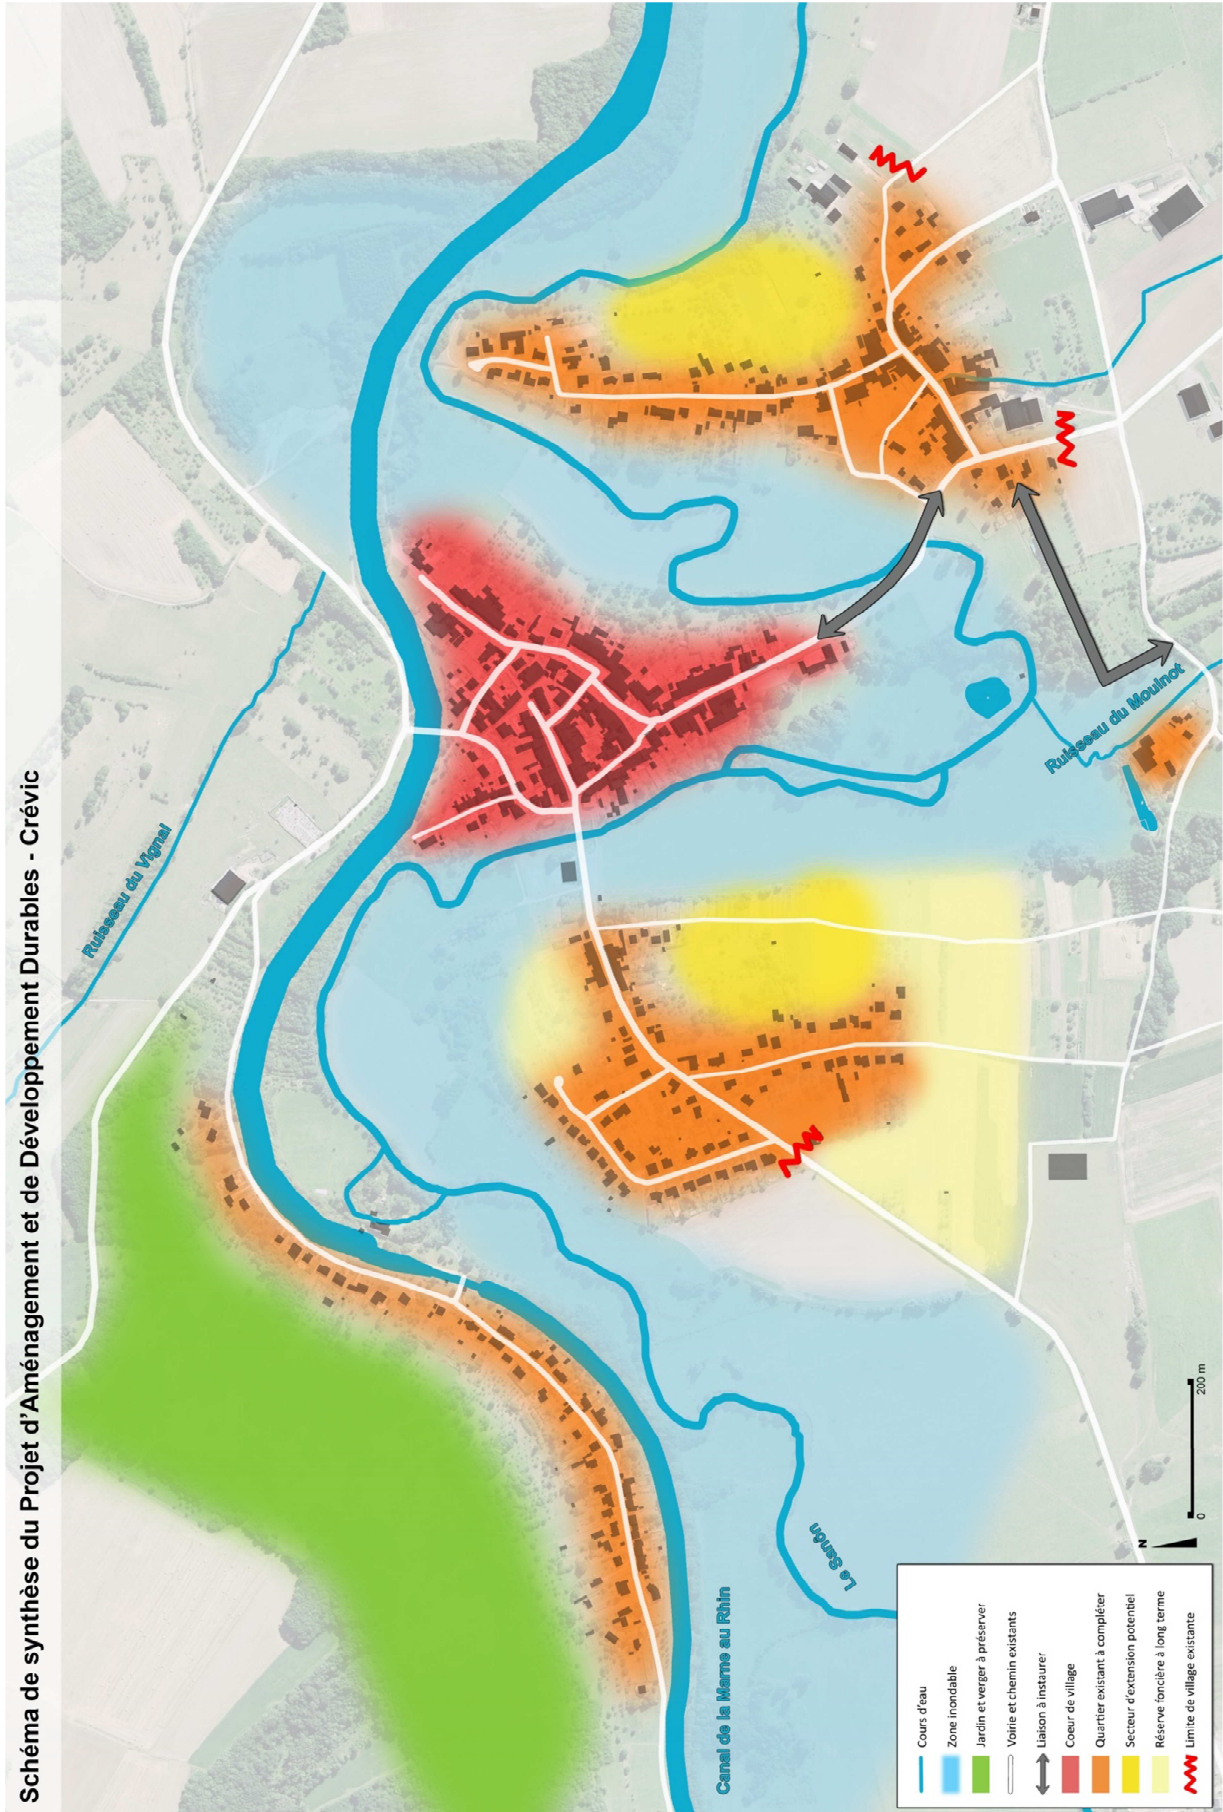 Schéma de synthèse du Projet d'Aménagement et de Développement Durables - Crévic
Ruisseau du Vignal
Ruisseau du Moulnot
Canal de la Marne au Rhin
Le Sanôn
N
0
200 m
Cours d'eau
Zone inondable
Jardin et verger à préserver
Voirie et chemin existants
Liaison à instaurer
Coeur de village
Quartier existant à compléter
Secteur d'extension potentiel
Réserve foncière à long terme
Limite de village existante